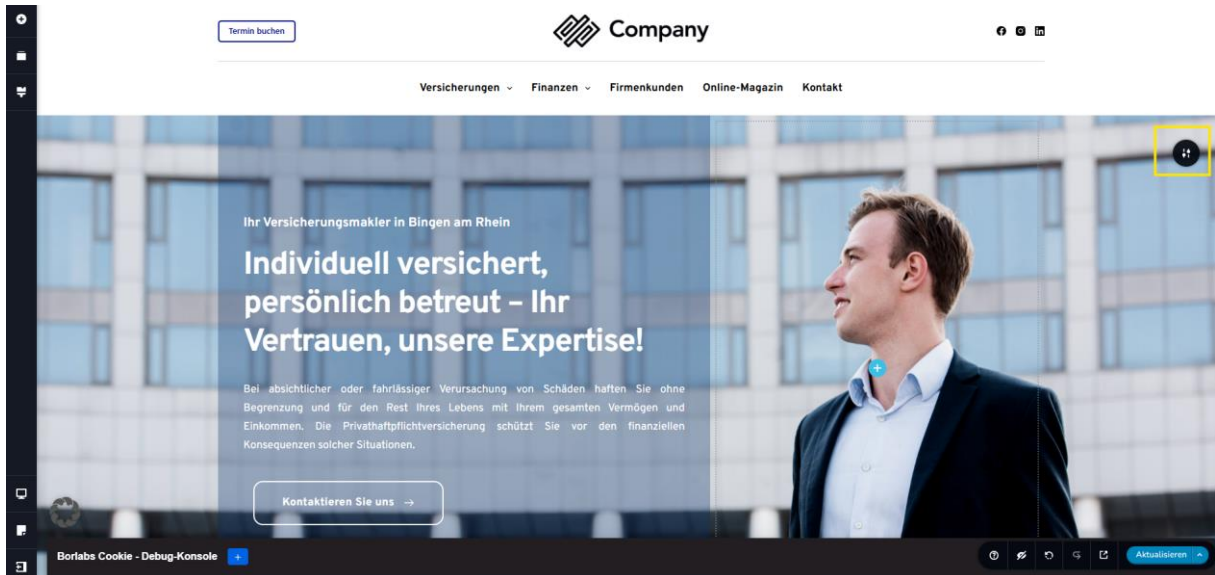 Termin buchen
Company
Versicherungen
Finanzen
Firmenkunden
Online-Magazin
Kontakt
Ihr Versicherungsmakler in Bingen am Rhein
Individuell versichert,
persönlich betreut – Ihr
Vertrauen, unsere Expertise!
Bei absichtlicher oder fahrlässiger Verursachung von Schäden haften Sie ohne
Begrenzung und für den Rest Ihres Lebens mit Ihrem gesamten Vermögen und
Einkommen. Die Privathaftpflichtversicherung schützt Sie vor den finanziellen
Konsequenzen solcher Situationen.
Kontaktieren Sie uns →
Borlabs Cookie - Debug-Konsole
Aktualisieren